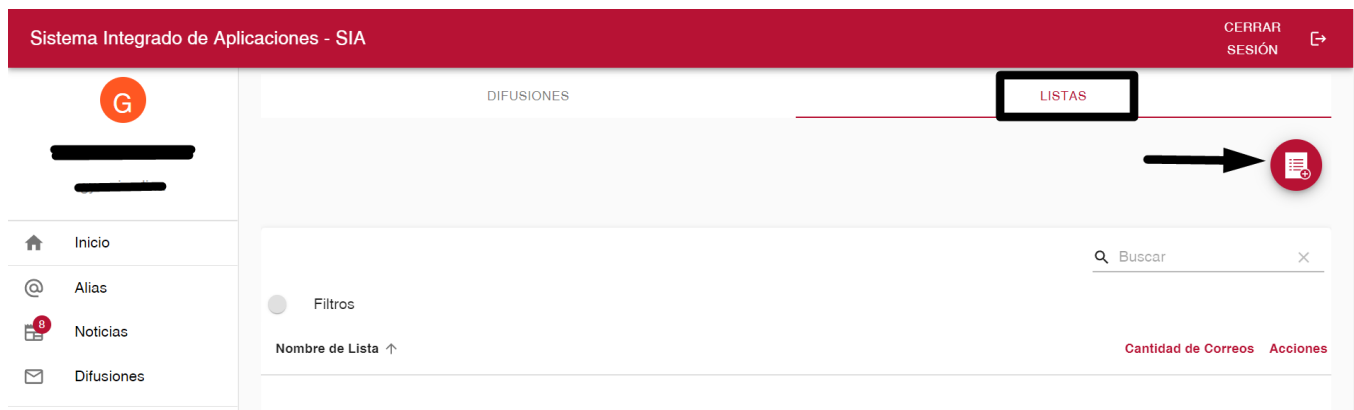 Sistema Integrado de Aplicaciones - SIA
CERRAR
SESIÓN
G
DIFUSIONES
LISTAS
Inicio
Buscar
Alias
Filtros
8
Noticias
Nombre de Lista
Cantidad de Correos
Acciones
Difusiones